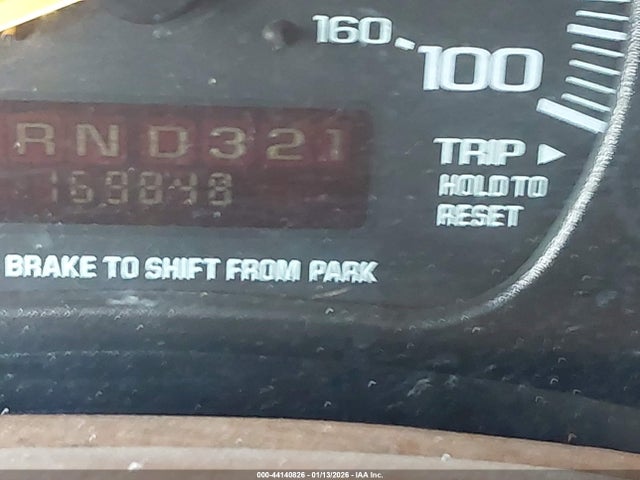 160
100
RND321
169848
TRIP
HOLD TO
RESET
BRAKE TO SHIFT FROM PARK
000-44140826 - 01/13/2026 - IAA Inc.